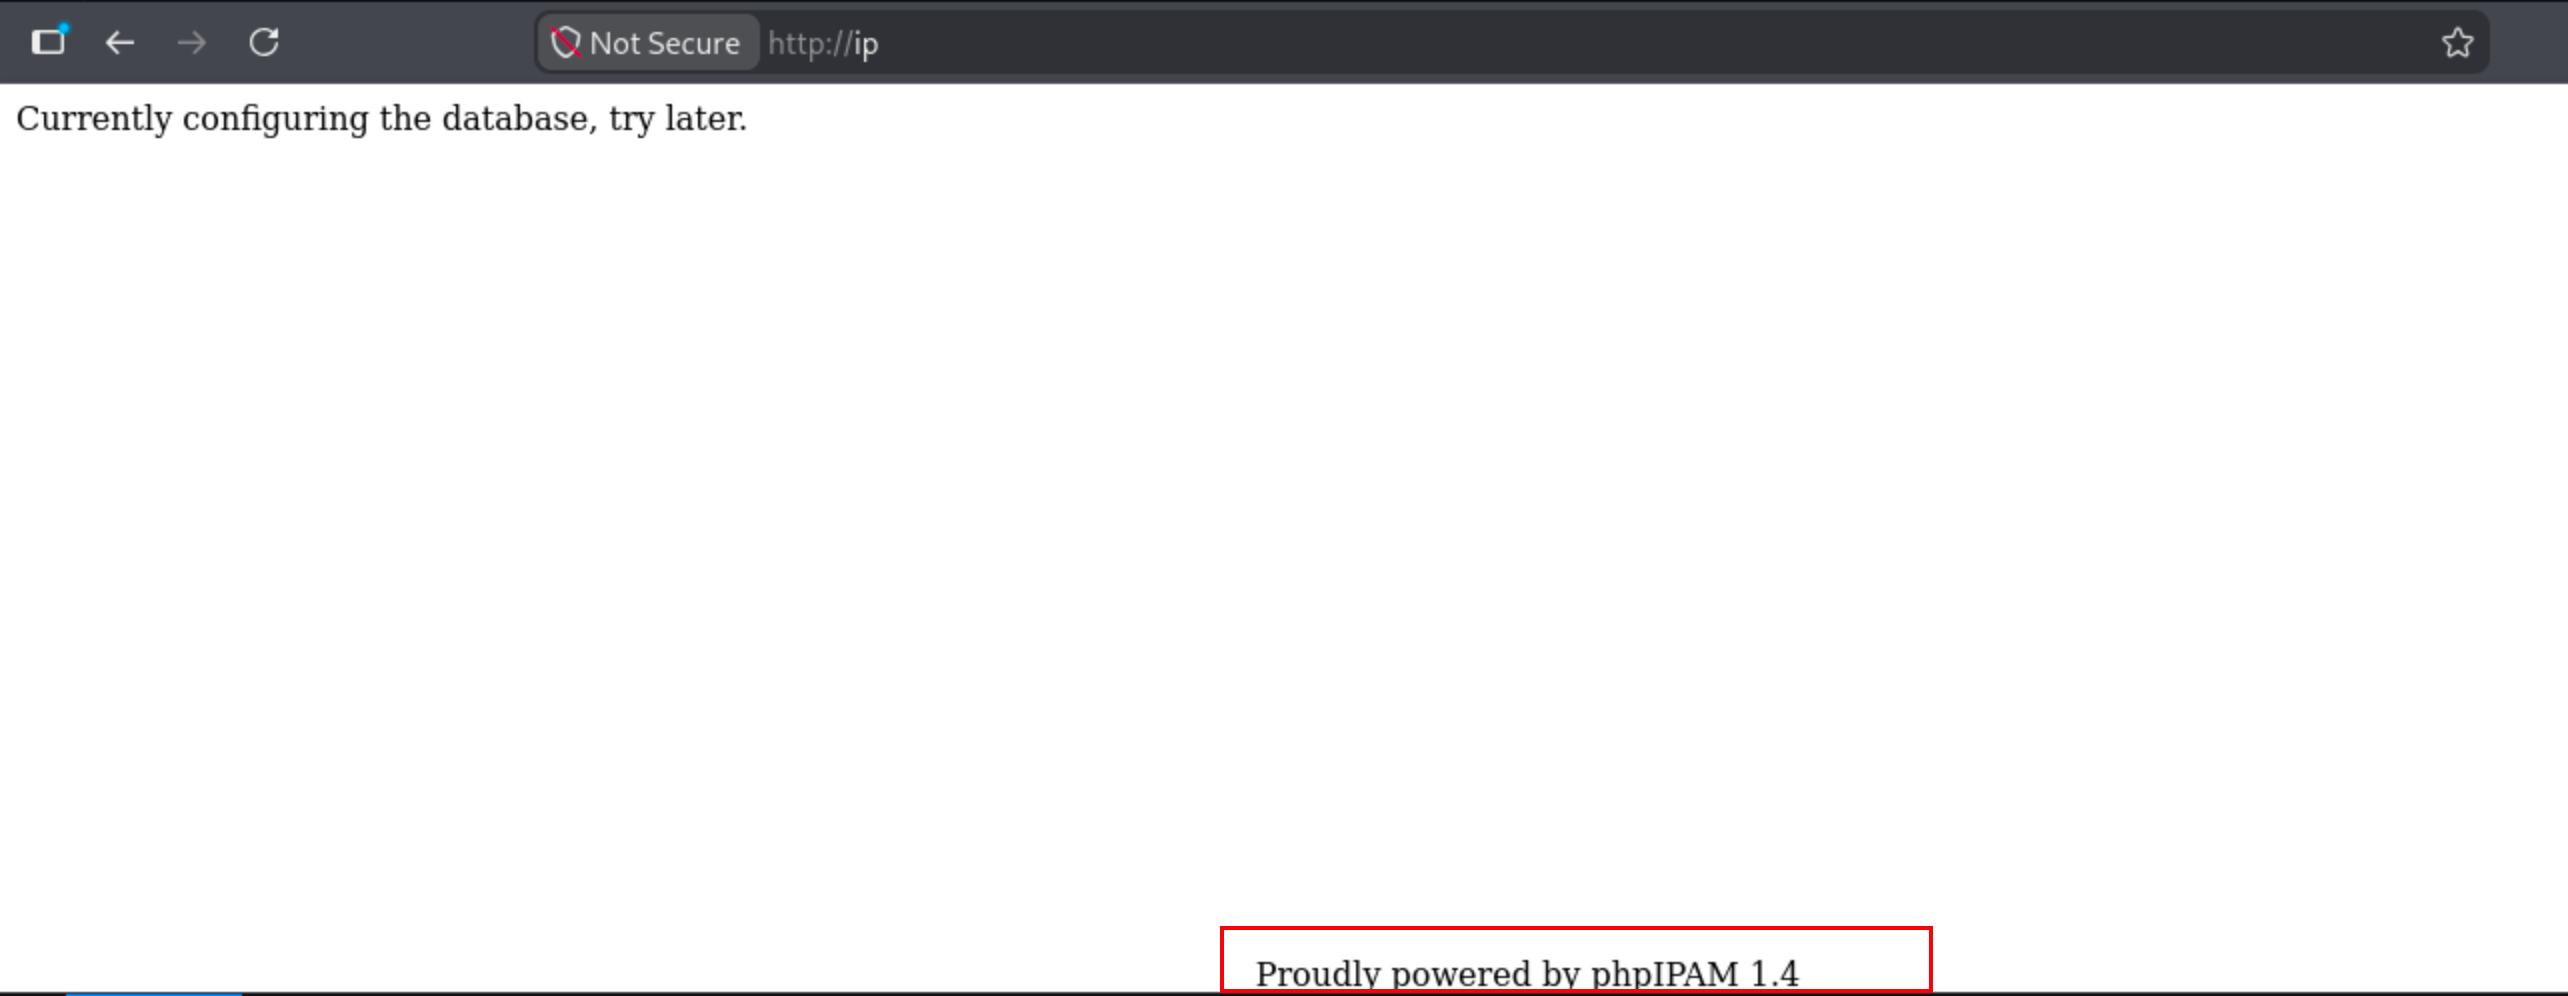 Not Secure http://ip
Currently configuring the database, try later.
Proudly powered by phpIPAM 1.4